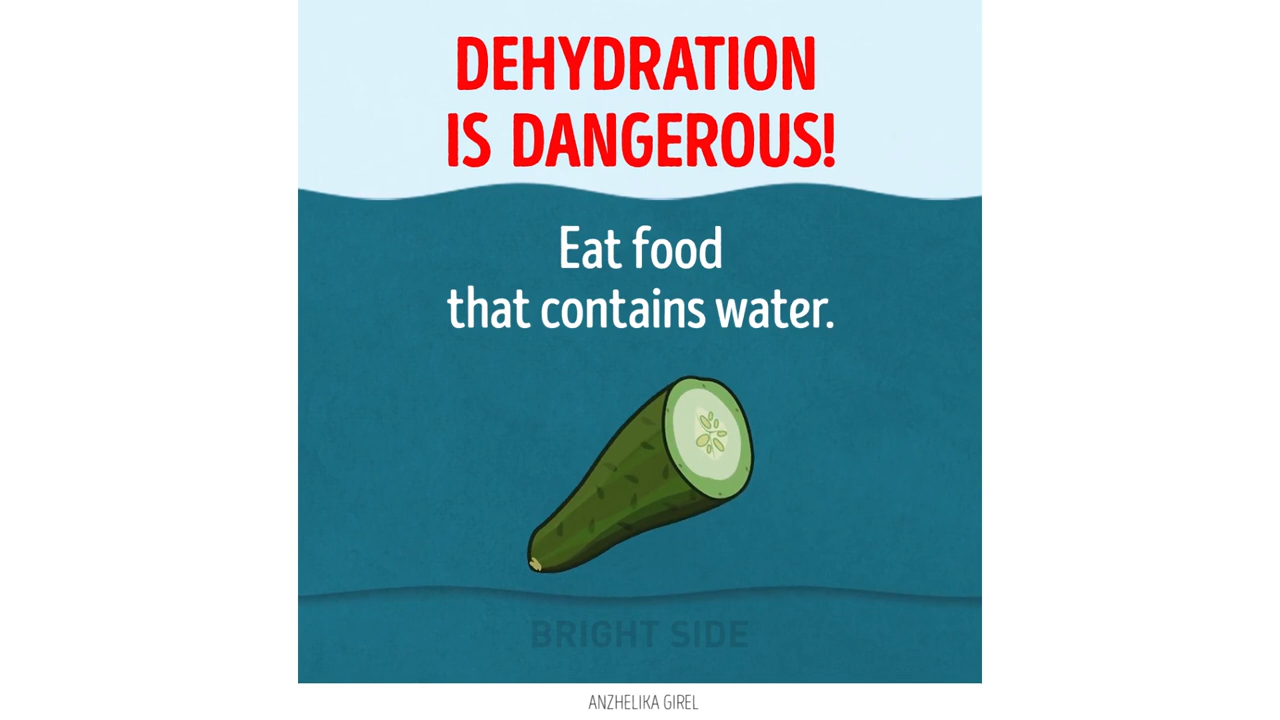 DEHYDRATION
IS DANGEROUS!
Eat food
that contains water.
BRIGHT SIDE
ANZHELIKA GIREL